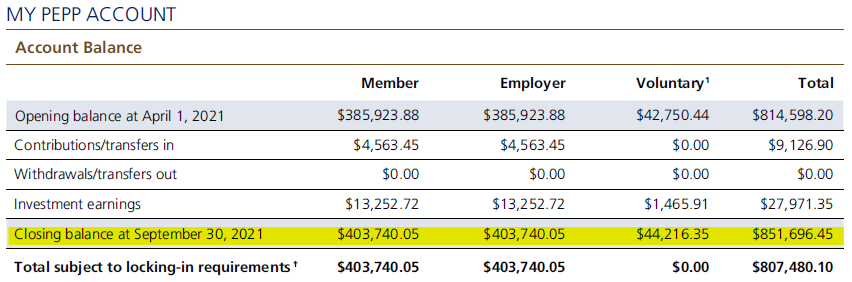 MY PEPP ACCOUNT
Account Balance
Member Employer Voluntary¹ Total
Opening balance at April 1, 2021 $385,923.88 $385,923.88 $42,750.44 $814,598.20
Contributions/transfers in $4,563.45 $4,563.45 $0.00 $9,126.90
Withdrawals/transfers out $0.00 $0.00 $0.00 $0.00
Investment earnings $13,252.72 $13,252.72 $1,465.91 $27,971.35
Closing balance at September 30, 2021 $403,740.05 $403,740.05 $44,216.35 $851,696.45
Total subject to locking-in requirements† $403,740.05 $403,740.05 $0.00 $807,480.10